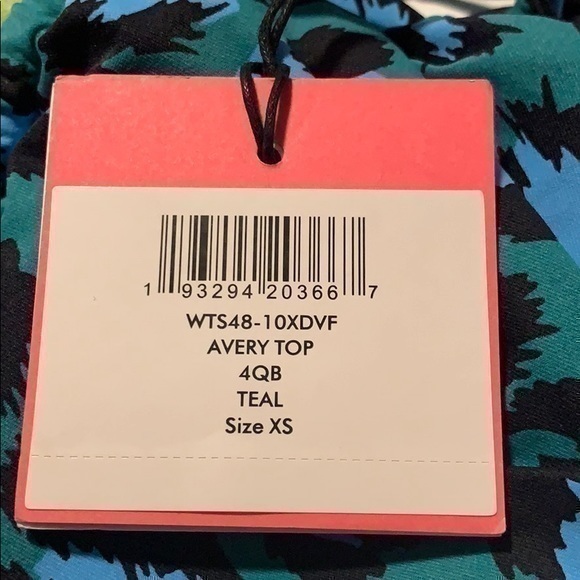 1 93294 20366 7
WTS48-10XDVF
AVERY TOP
4QB
TEAL
Size XS